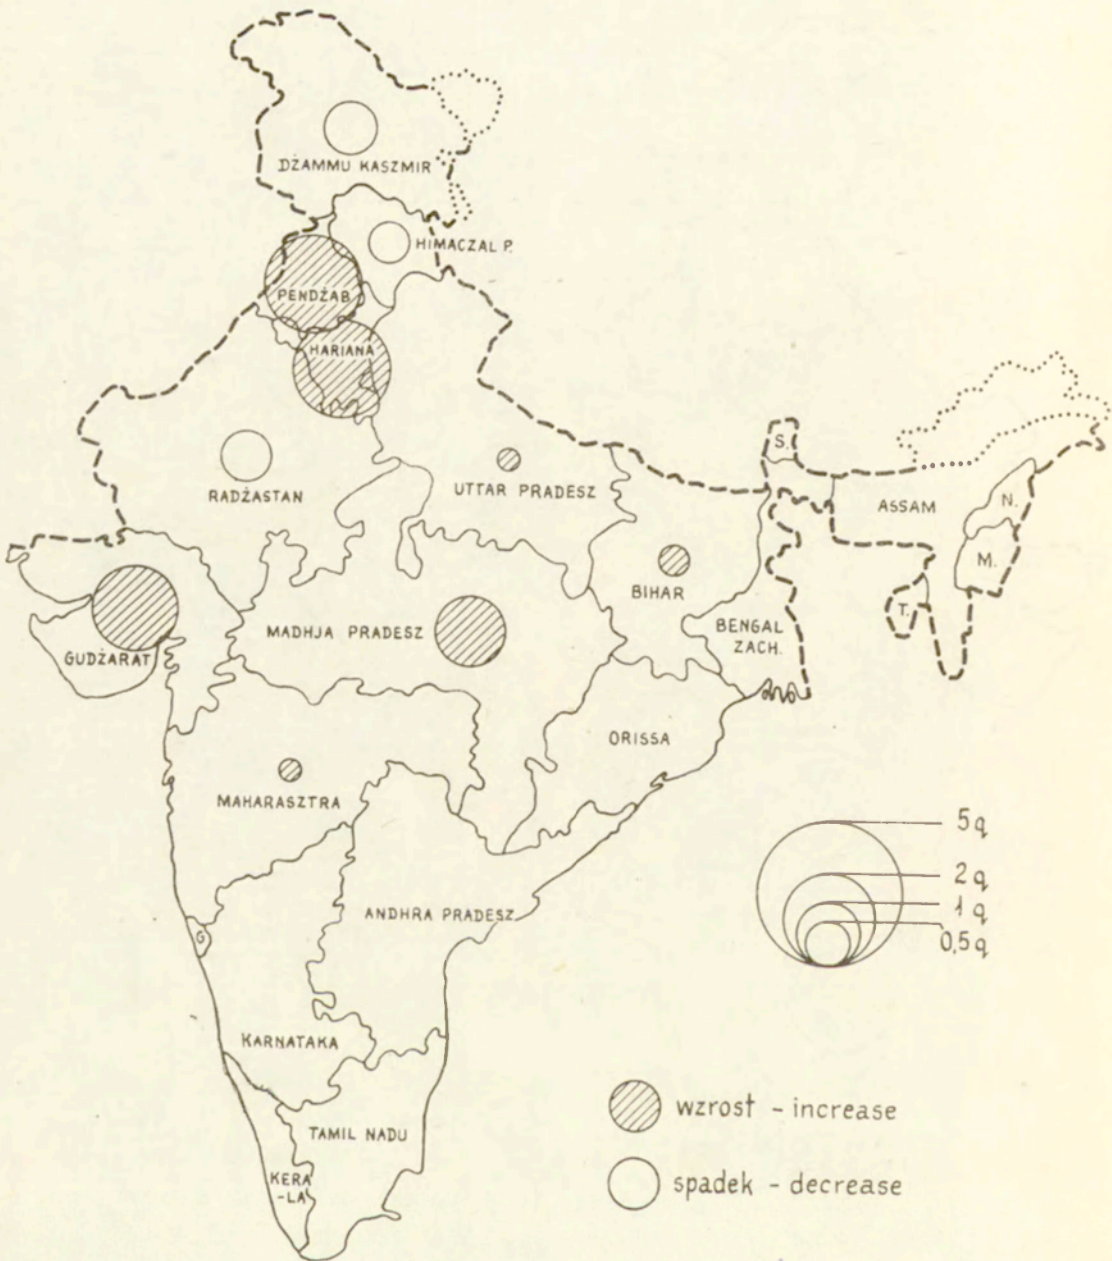 DŻAMMU KASZMIR
HIMACZAL P.
PENDŻAB
HARIANA
RADŻASTAN
UTTAR PRADESZ
S.
ASSAM
N.
M.
T.
BIHAR
BENGAL
ZACH.
MADHJA PRADESZ
GUDŻARAT
ORISSA
MAHARASZTRA
ANDHRA PRADESZ
G
KARNATAKA
TAMIL NADU
KERA
-LA
5q
2q
1q
0,5q
wzrost - increase
spadek - decrease